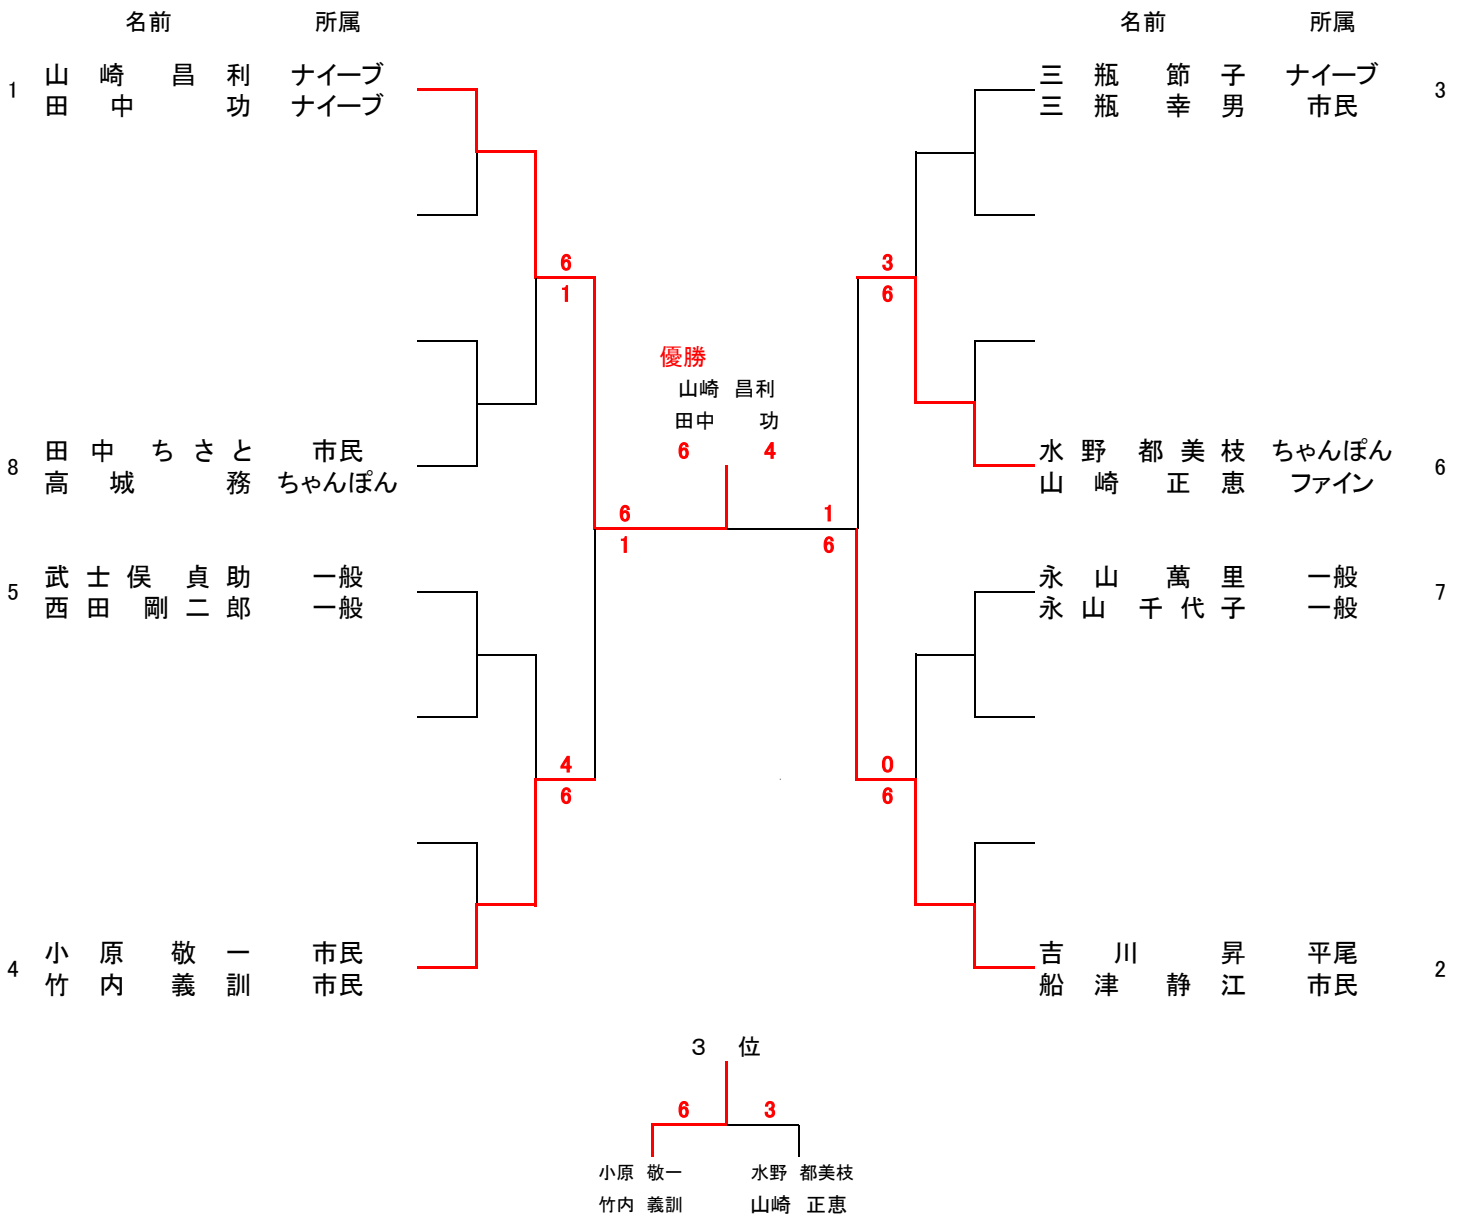 名前 所属 名前 所属
1 山崎 昌利 ナイーブ
田中 功 ナイーブ
三瓶 節子 ナイーブ 3
三瓶 幸男 市民
6
1
3
6
優勝
山崎 昌利
田中 功
6 4
8 田中 ちさと 市民
高城 務 ちゃんぽん
水野 都美枝 ちゃんぽん 6
山崎 正恵 ファイン
6
1
1
6
5 武士俣 貞助 一般
西田 剛二郎 一般
永山 萬里 一般 7
永山 千代子 一般
4
6
0
6
4 小原 敬一 市民
竹内 義訓 市民
吉川 昇 平尾 2
船津 静江 市民
3 位
6 3
小原 敬一 水野 都美枝
竹内 義訓 山崎 正恵